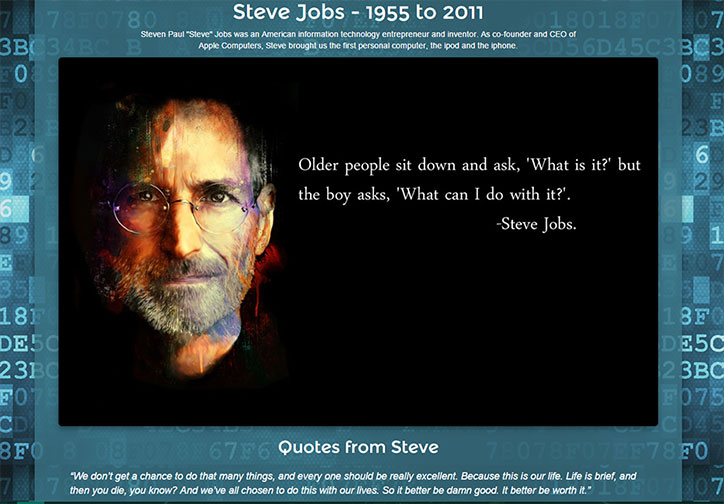 Steve Jobs - 1955 to 2011
Steven Paul "Steve" Jobs was an American information technology entrepreneur and inventor. As co-founder and CEO of
Apple Computers, Steve brought us the first personal computer, the ipod and the iphone.
Older people sit down and ask, 'What is it?' but
the boy asks, 'What can I do with it?'.
-Steve Jobs.
Quotes from Steve
"We don't get a chance to do that many things, and every one should be really excellent. Because this is our life. Life is brief, and
then you die, you know? And we've all chosen to do this with our lives. So it better be damn good. It better be worth it."